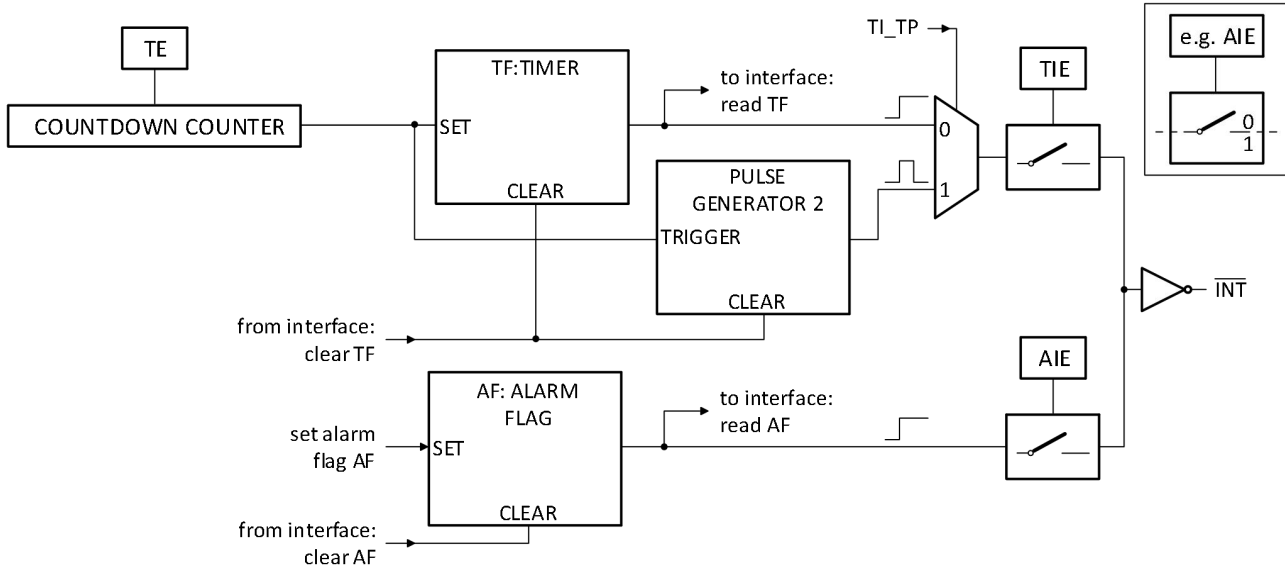 TE
COUNTDOWN COUNTER
TF:TIMER
SET
CLEAR
to interface:
read TF
TI_TP
0
1
PULSE
GENERATOR 2
TRIGGER
CLEAR
TIE
e.g. AIE
0
1
INT
from interface:
clear TF
AF: ALARM
FLAG
SET
CLEAR
set alarm
flag AF
from interface:
clear AF
to interface:
read AF
AIE